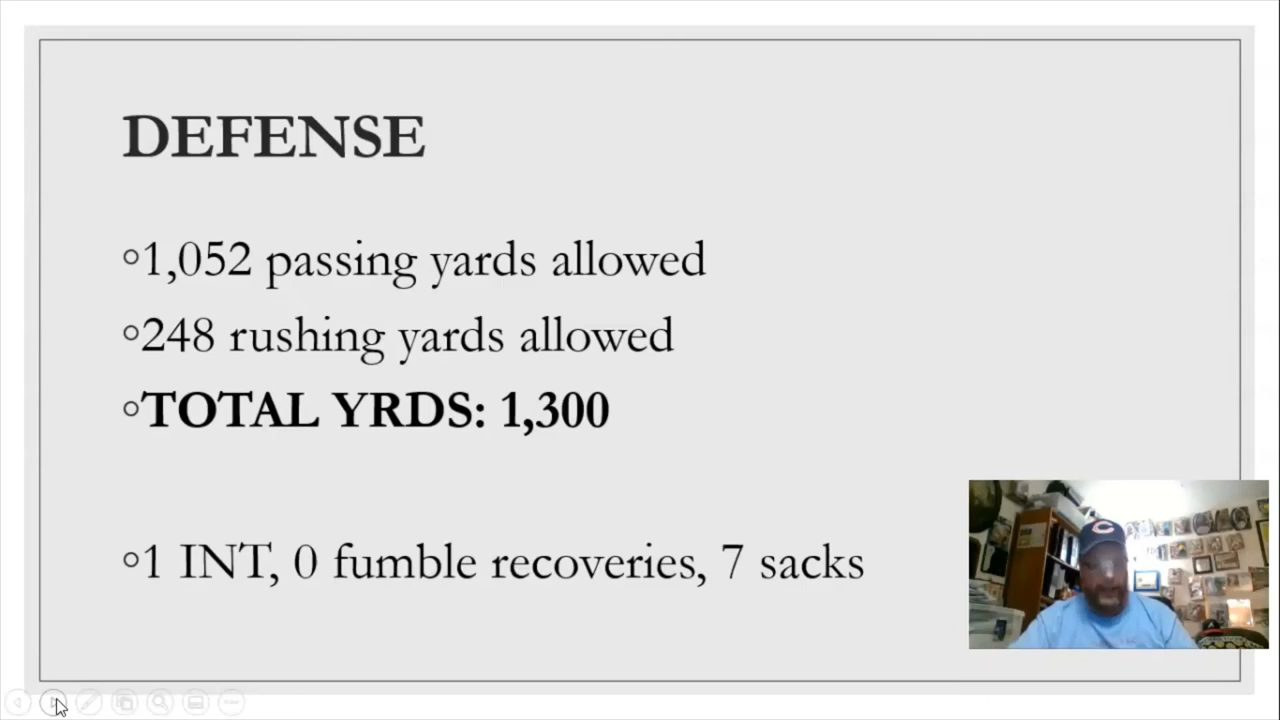 DEFENSE
◦1,052 passing yards allowed
◦248 rushing yards allowed
◦TOTAL YRDS: 1,300
◦1 INT, 0 fumble recoveries, 7 sacks
C